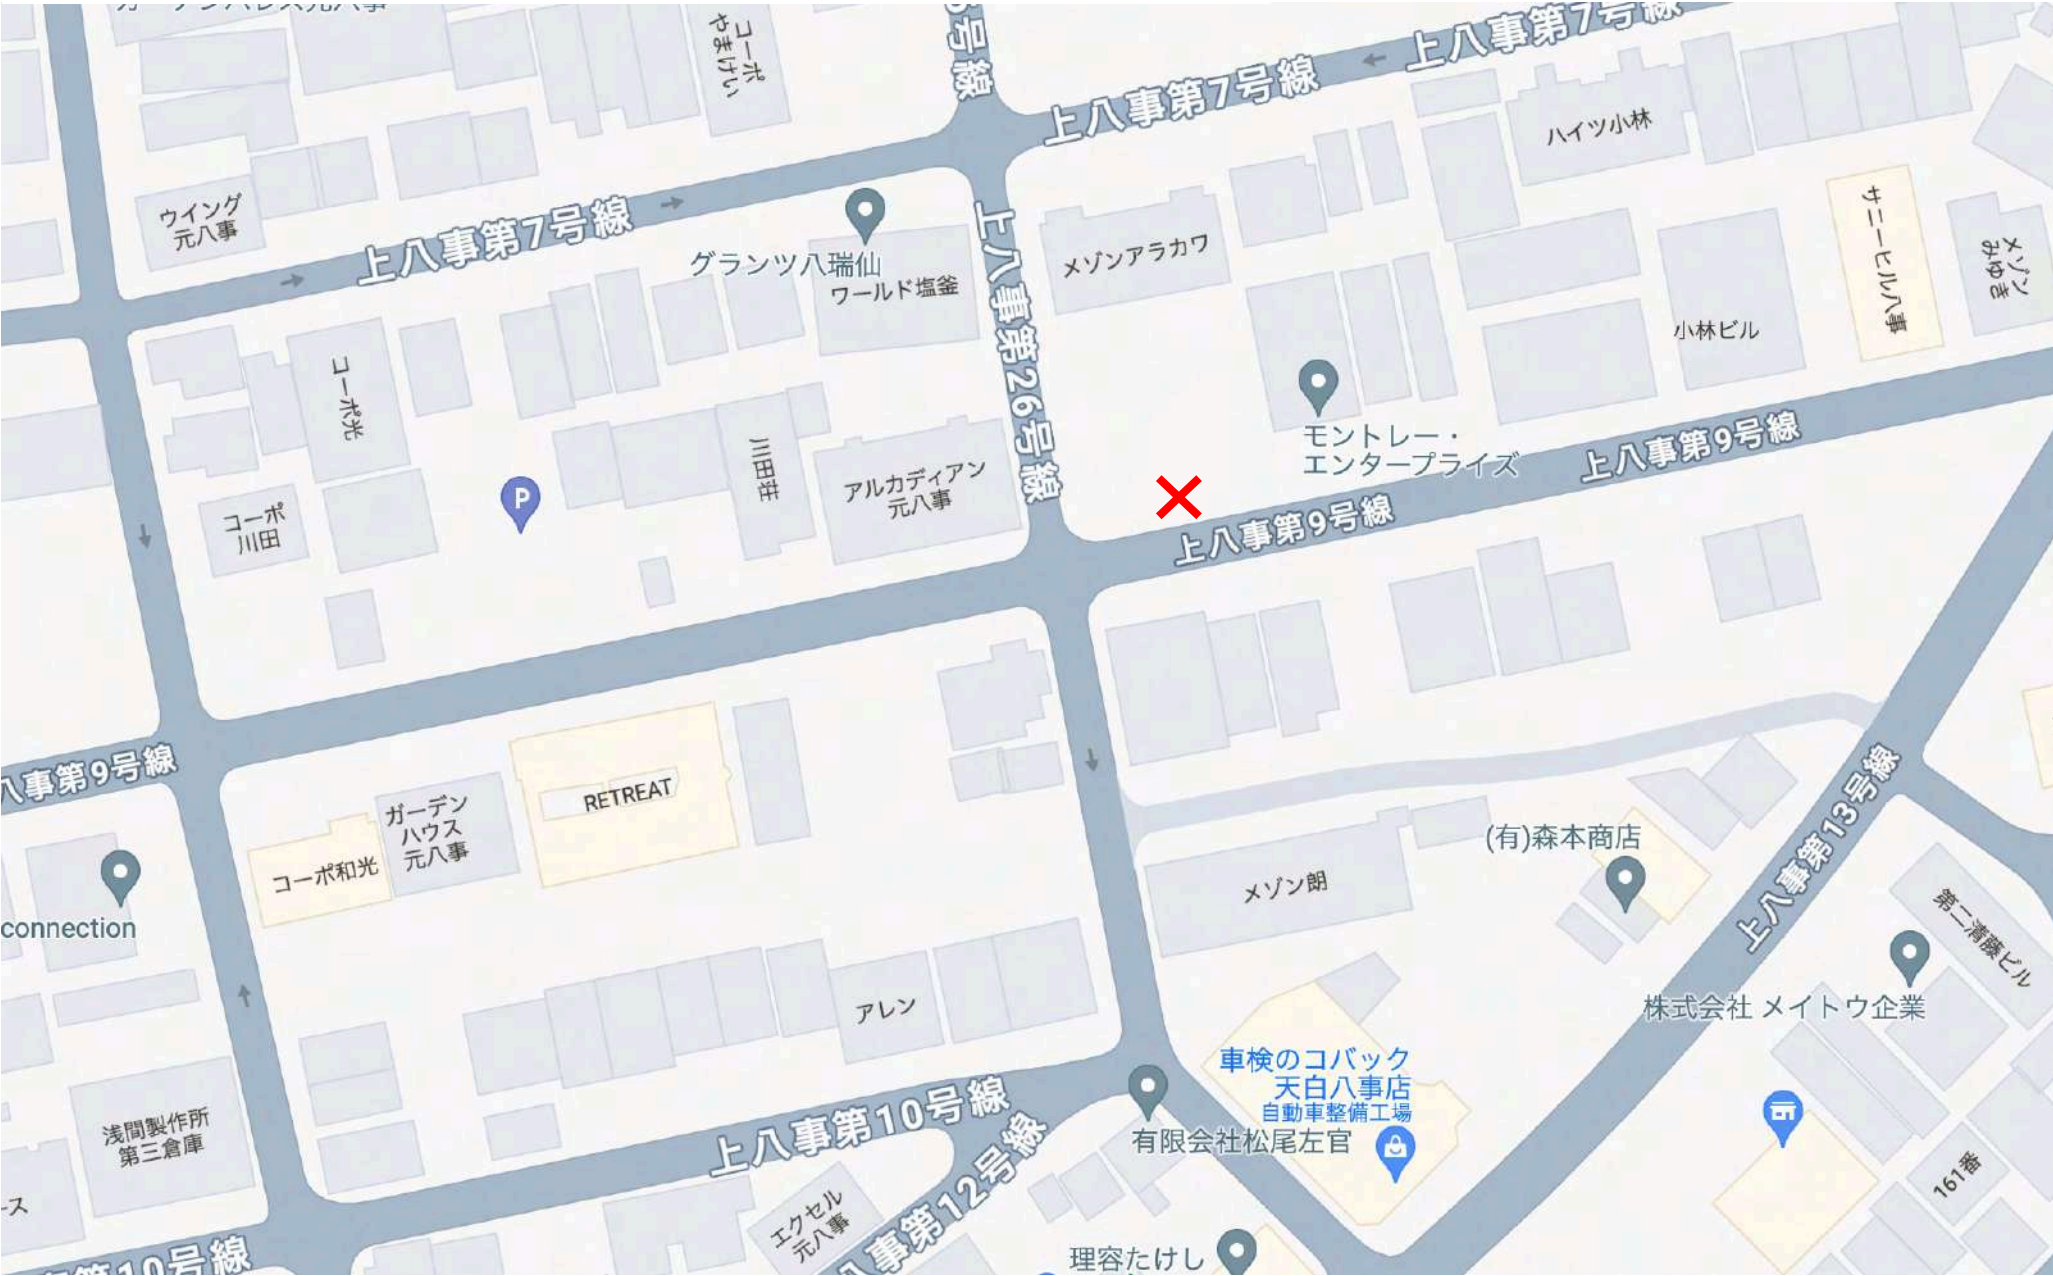 コーポ
やまけい
号線
上八事第7号線
上八事第7号線
ハイツ小林
ウイング
元八事
上八事第7号線
グランツ八瑞仙
ワールド塩釜
上八事第26号線
メゾンアラカワ
サニーヒル八事
メゾン
みゆき
小林ビル
コーポ光
モントレー・
エンタープライズ
上八事第9号線
川田荘
アルカディアン
元八事
P
コーポ
川田
上八事第9号線
八事第9号線
RETREAT
ガーデン
ハウス
元八事
コーポ和光
connection
メゾン朗
(有)森本商店
上八事第13号線
第二清藤ビル
株式会社 メイトウ企業
アレン
車検のコバック
天白八事店
自動車整備工場
浅間製作所
第三倉庫
上八事第10号線
有限会社松尾左官
161番
ース
エクセル
元八事
八事第12号線
第10号線
理容たけし